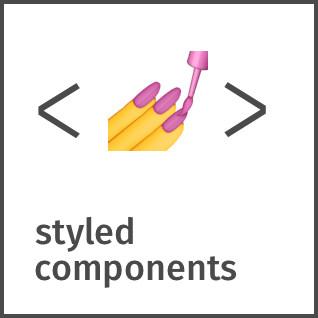 < >
styled
components